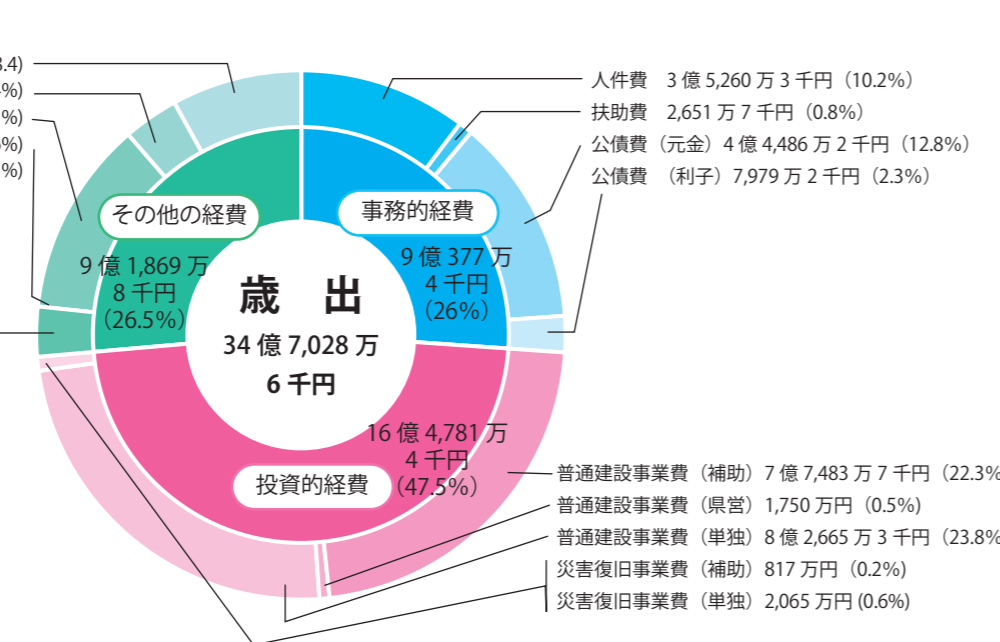 3.4)
%)
%)
%)
%)
人件費　3 億 5,260 万 3 千円（10.2%）
扶助費　2,651 万 7 千円（0.8%）
公債費（元金）4 億 4,486 万 2 千円（12.8%）
公債費　（利子）7,979 万 2 千円（2.3%）
その他の経費
9 億 1,869 万
8 千円
（26.5%）
事務的経費
9 億 377 万
4 千円
（26%）
歳　出
34 億 7,028 万
6 千円
16 億 4,781 万
4 千円
（47.5%）
投資的経費
普通建設事業費（補助）7 億 7,483 万 7 千円（22.3%
普通建設事業費（県営）1,750 万円（0.5%)
普通建設事業費（単独）8 億 2,665 万 3 千円（23.8%
災害復旧事業費（補助）817 万円（0.2%)
災害復旧事業費（単独）2,065 万円 (0.6%)